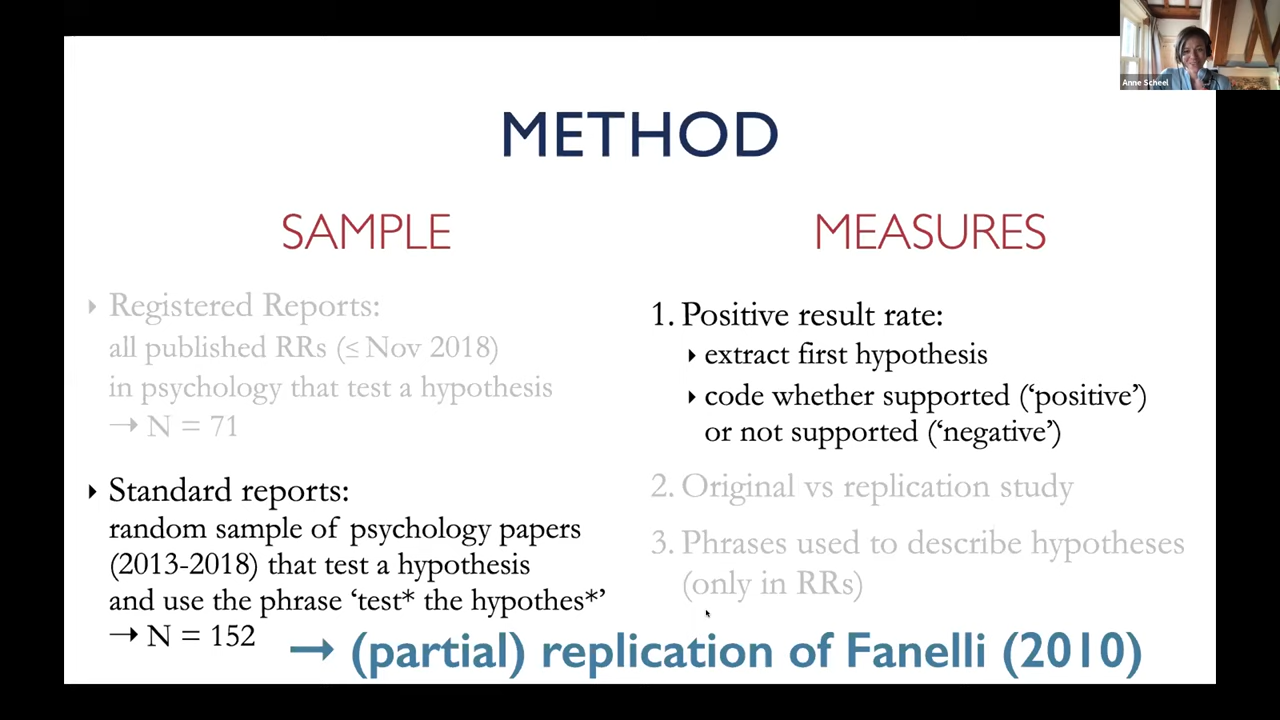 Anne Scheel
METHOD
SAMPLE
‣ Registered Reports:
all published RRs (≤ Nov 2018)
in psychology that test a hypothesis
→ N = 71
‣ Standard reports:
random sample of psychology papers
(2013-2018) that test a hypothesis
and use the phrase ‘test* the hypothes*’
→ N = 152
MEASURES
1. Positive result rate:
‣ extract first hypothesis
‣ code whether supported (‘positive’)
or not supported (‘negative’)
2. Original vs replication study
3. Phrases used to describe hypotheses
(only in RRs)
→ (partial) replication of Fanelli (2010)